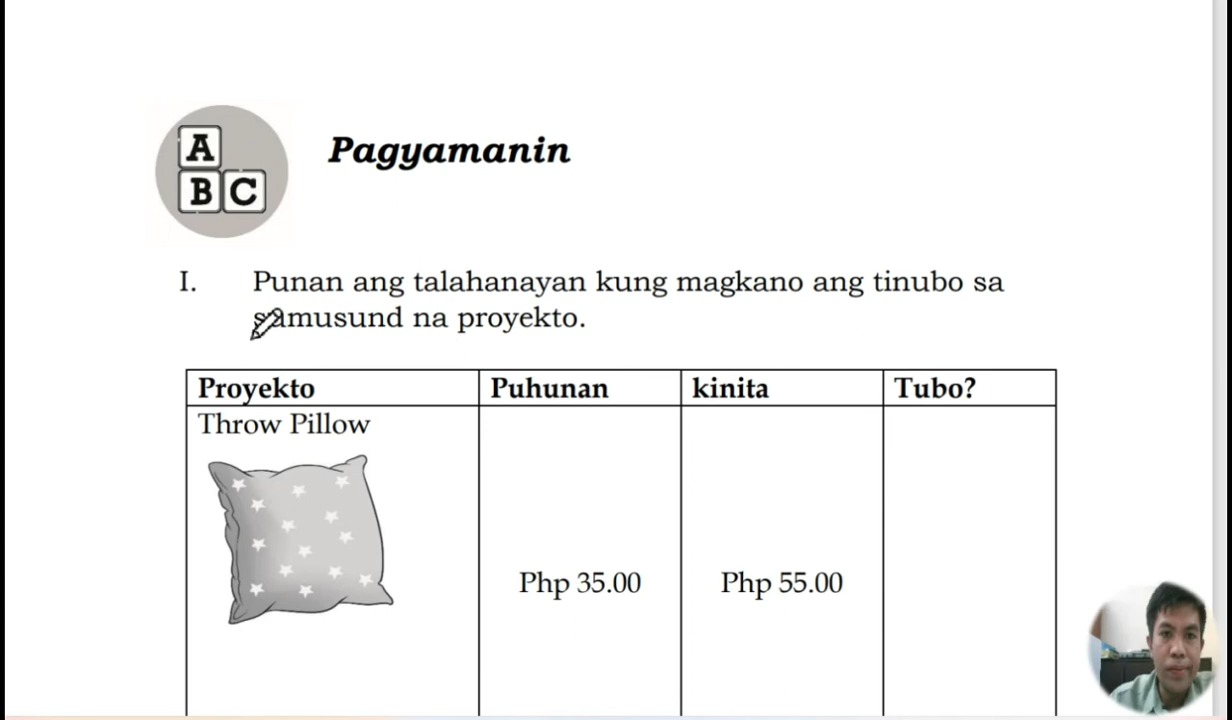 A
B C
Pagyamanin
I. Punan ang talahanayan kung magkano ang tinubo sa
sumusund na proyekto.
Proyekto Puhunan kinita Tubo?
Throw Pillow
Php 35.00 Php 55.00